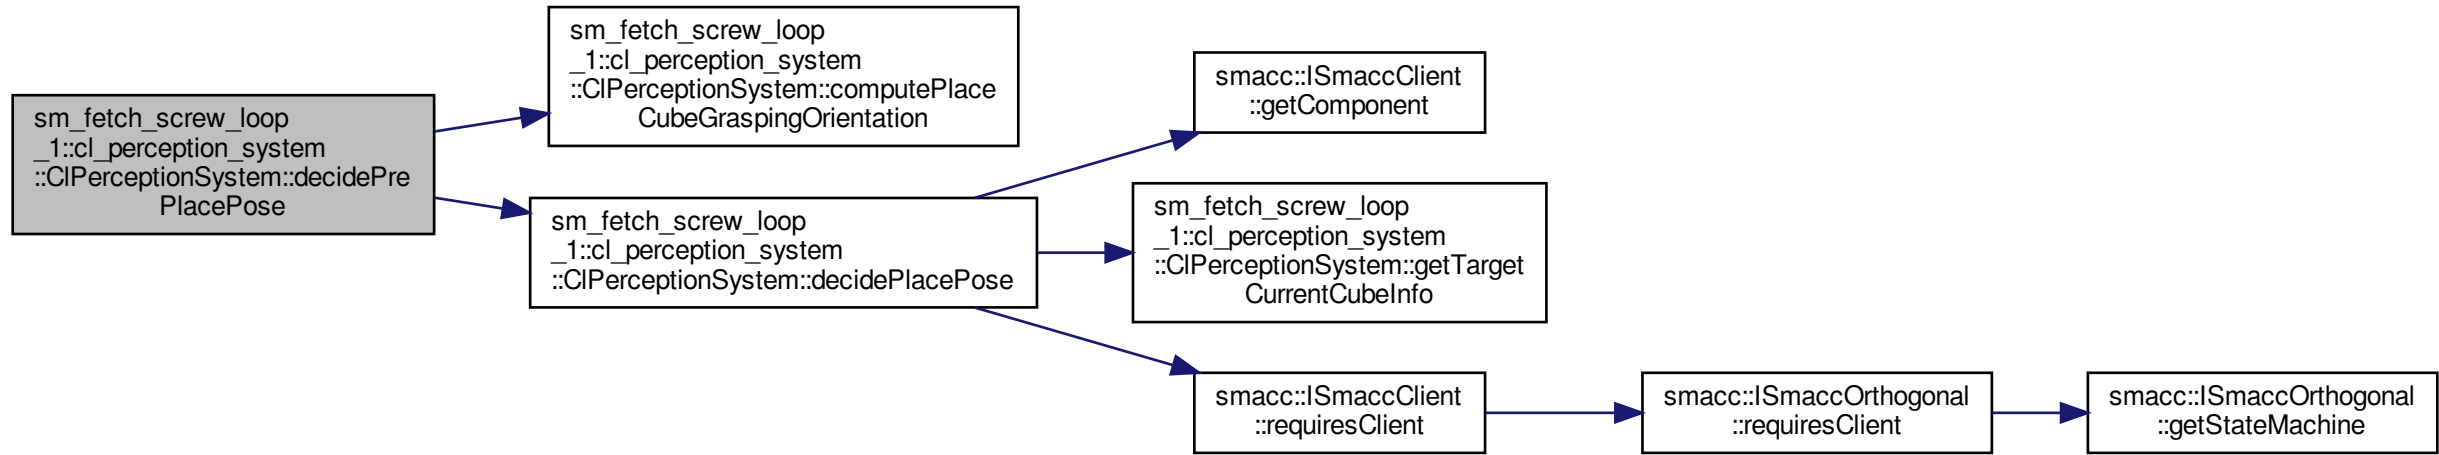 sm_fetch_screw_loop
_1::cl_perception_system
::ClPerceptionSystem::decidePre
PlacePose
sm_fetch_screw_loop
_1::cl_perception_system
::ClPerceptionSystem::computePlace
CubeGraspingOrientation
sm_fetch_screw_loop
_1::cl_perception_system
::ClPerceptionSystem::decidePlacePose
smacc::ISmaccClient
::getComponent
sm_fetch_screw_loop
_1::cl_perception_system
::ClPerceptionSystem::getTarget
CurrentCubeInfo
smacc::ISmaccClient
::requiresClient
smacc::ISmaccOrthogonal
::requiresClient
smacc::ISmaccOrthogonal
::getStateMachine